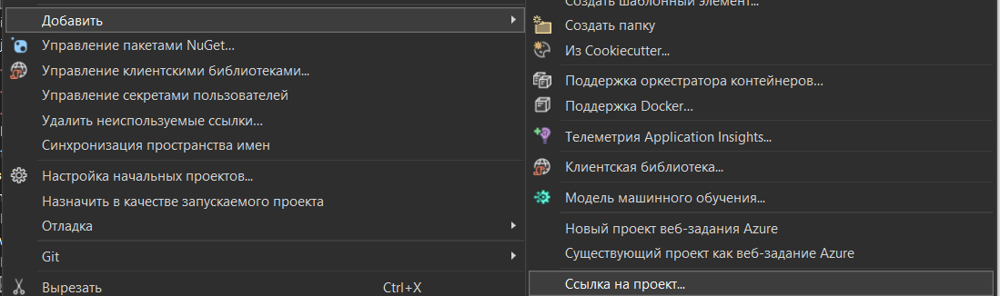 Добавить
Управление пакетами NuGet...
Управление клиентскими библиотеками...
Управление секретами пользователей
Удалить неиспользуемые ссылки...
Синхронизация пространства имен
Настройка начальных проектов...
Назначить в качестве запускаемого проекта
Отладка
Git
Вырезать Ctrl+X
Создать шаблонный элемент...
Создать папку
Из Cookiecutter...
Поддержка оркестратора контейнеров...
Поддержка Docker...
Телеметрия Application Insights...
Клиентская библиотека...
Модель машинного обучения...
Новый проект веб-задания Azure
Существующий проект как веб-задание Azure
Ссылка на проект...